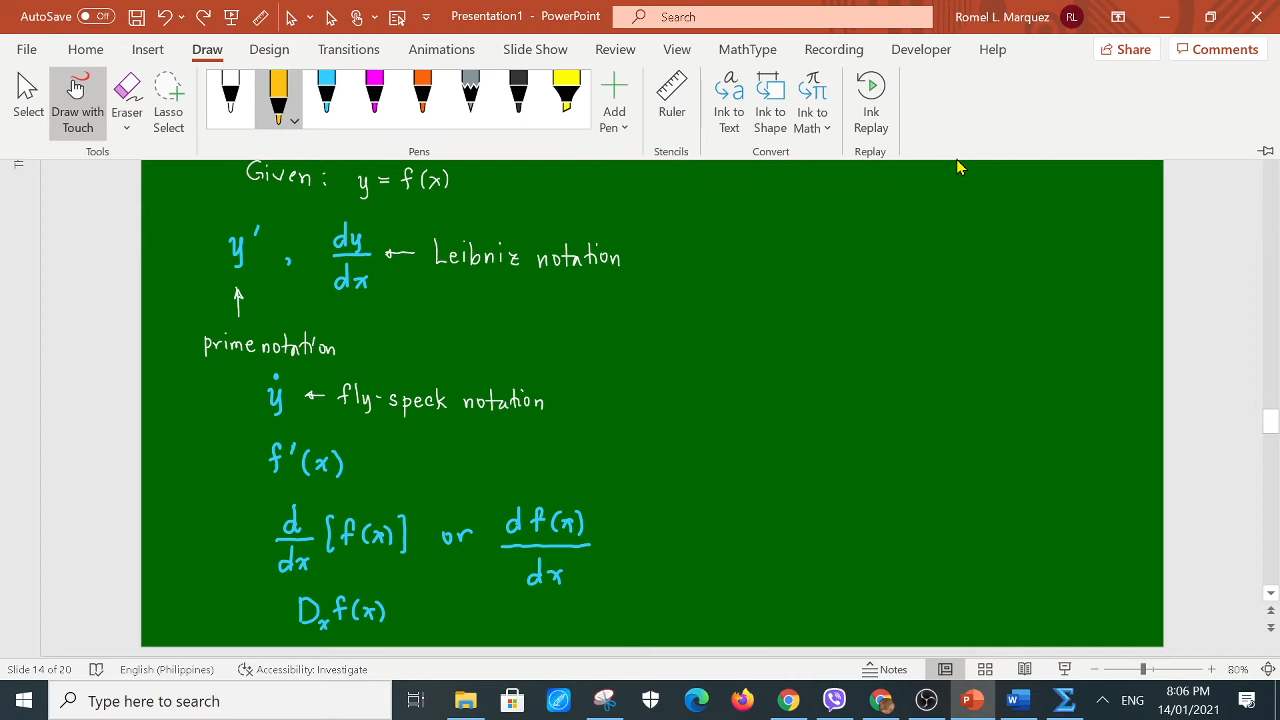 AutoSave Off Presentation1 - PowerPoint Search Romel L. Marquez RL
File Home Insert Draw Design Transitions Animations Slide Show Review View MathType Recording Developer Help Share Comments
Select Draw with Touch Eraser Lasso Select Add Pen Ruler Ink to Text Ink to Shape Ink to Math Ink Replay
Tools Pens Stencils Convert Replay
Given: y = f(x)
y' , dy/dx ← Leibniz notation
prime notation
ẏ ← fly-speck notation
f'(x)
d/dx [f(x)] or d f(x)/dx
Dₓf(x)
Slide 14 of 20 English (Philippines) Accessibility: Investigate Notes 80%
Type here to search ENG 8:06 PM
14/01/2021